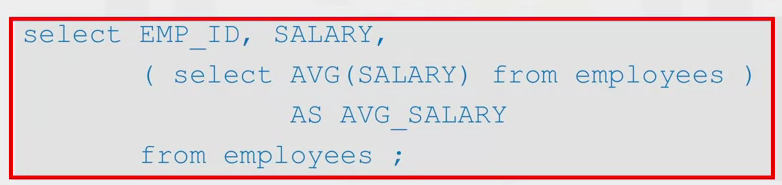 select EMP_ID, SALARY,
( select AVG(SALARY) from employees )
AS AVG_SALARY
from employees ;